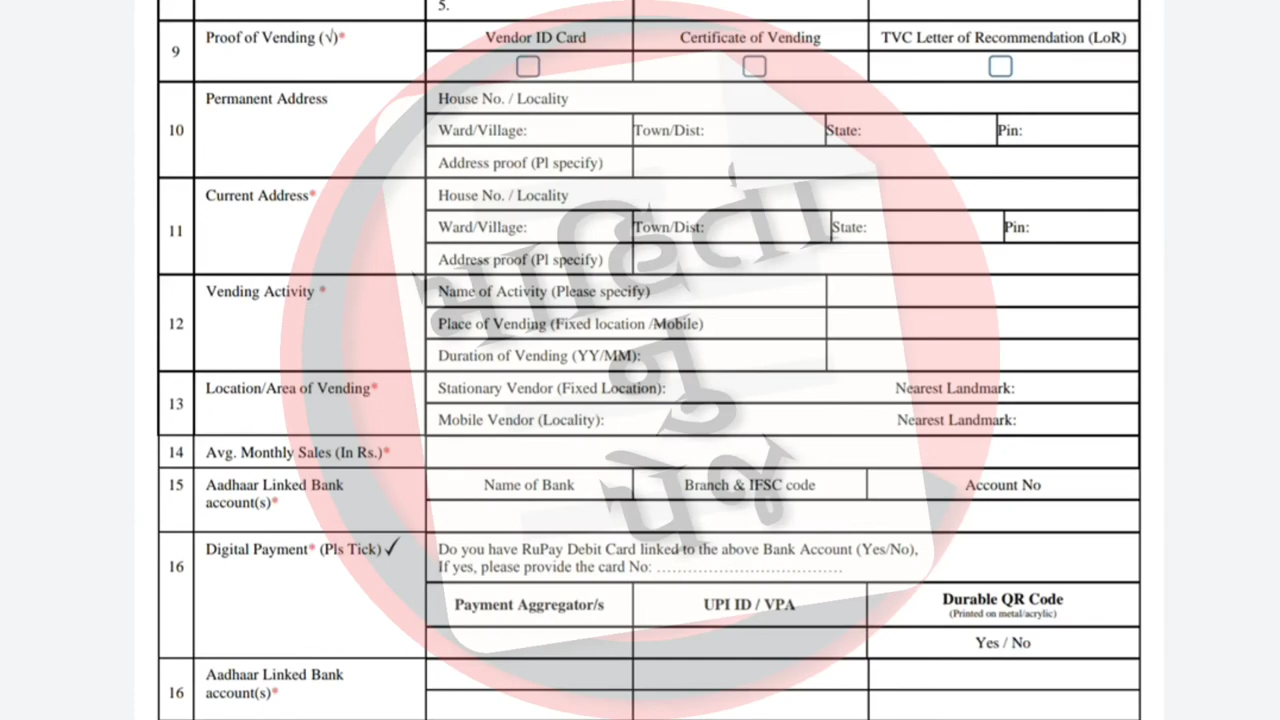 5.
9 Proof of Vending (√)* Vendor ID Card Certificate of Vending TVC Letter of Recommendation (LoR)
10 Permanent Address House No. / Locality
Ward/Village: Town/Dist: State: Pin:
Address proof (Pl specify)
11 Current Address* House No. / Locality
Ward/Village: Town/Dist: State: Pin:
Address proof (Pl specify)
12 Vending Activity * Name of Activity (Please specify)
Place of Vending (Fixed location /Mobile)
Duration of Vending (YY/MM):
13 Location/Area of Vending* Stationary Vendor (Fixed Location): Nearest Landmark:
Mobile Vendor (Locality): Nearest Landmark:
14 Avg. Monthly Sales (In Rs.)*
15 Aadhaar Linked Bank Name of Bank Branch & IFSC code Account No
account(s)*
16 Digital Payment* (Pls Tick) ✓ Do you have RuPay Debit Card linked to the above Bank Account (Yes/No),
If yes, please provide the card No: ....................................
Payment Aggregator/s UPI ID / VPA Durable QR Code
(Printed on metal/acrylic)
Yes / No
16 Aadhaar Linked Bank
account(s)*
માહિતી
નું
પેજ